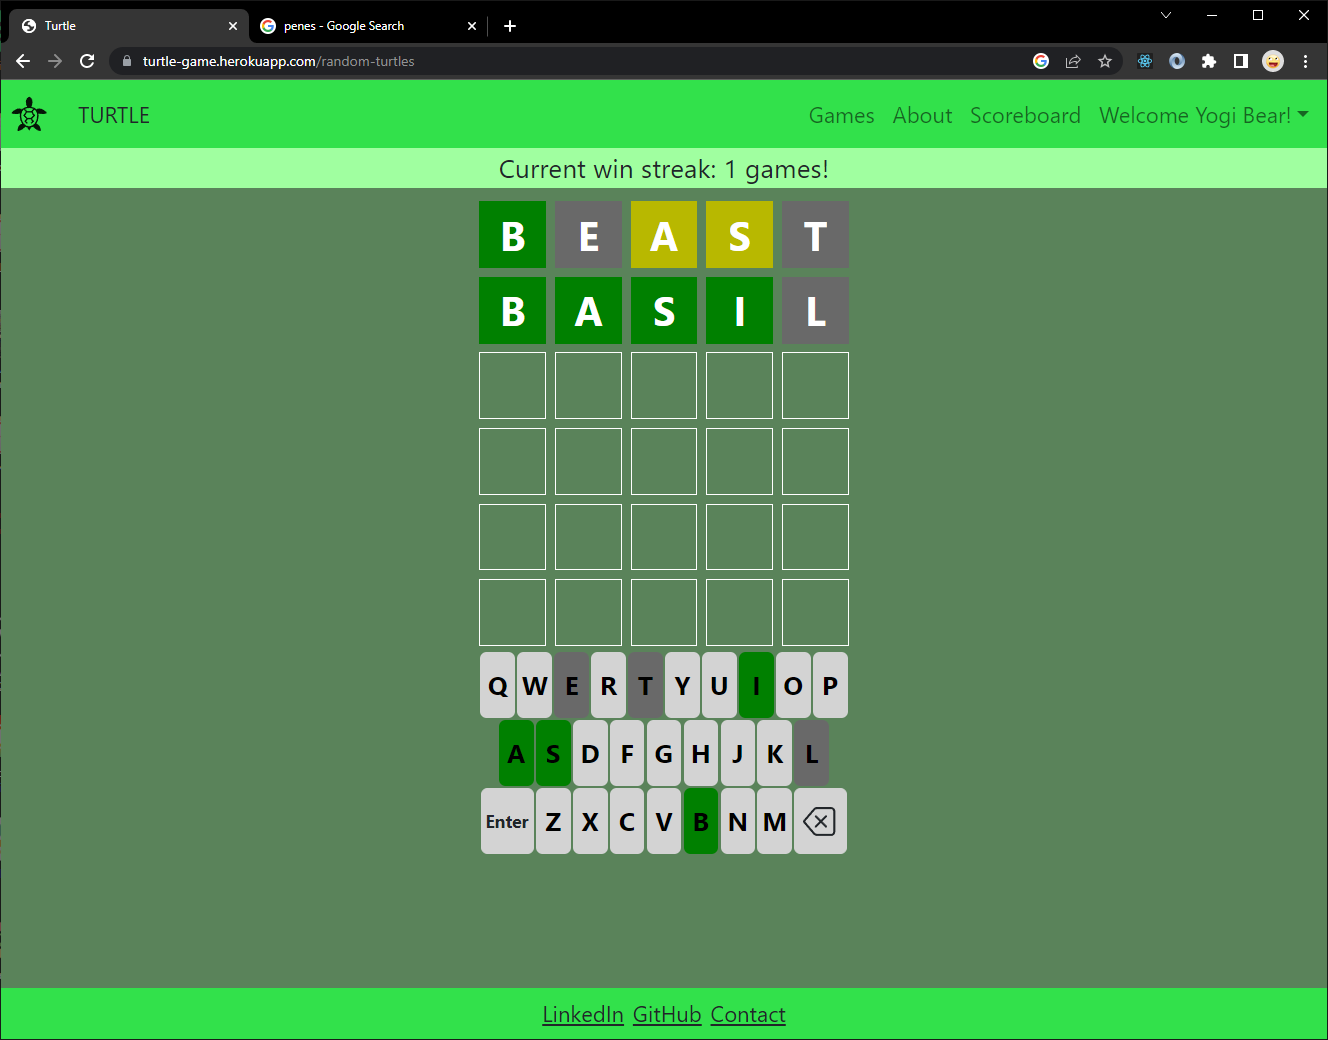 Turtle
penes - Google Search
turtle-game.herokuapp.com/random-turtles
TURTLE Games About Scoreboard Welcome Yogi Bear!
Current win streak: 1 games!
B E A S T
B A S I L
Q W E R T Y U I O P
A S D F G H J K L
Enter Z X C V B N M
LinkedIn GitHub Contact